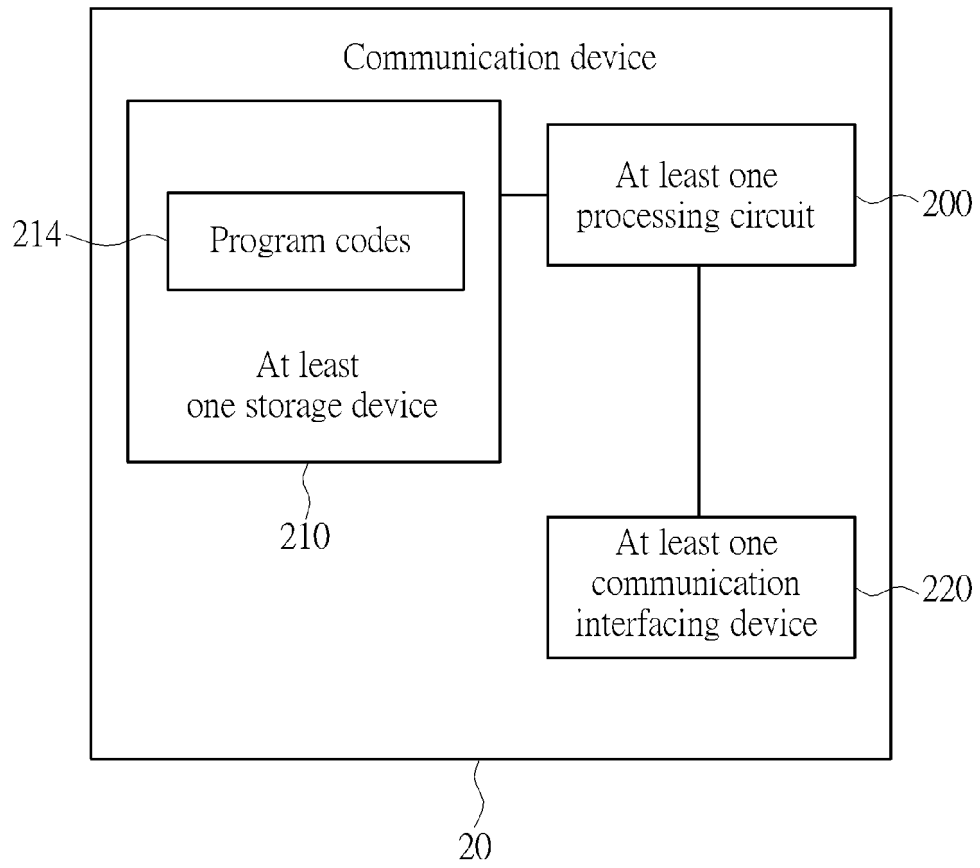 Communication device
At least one
processing circuit
200
214
Program codes
At least
one storage device
210
At least one
communication
interfacing device
220
20